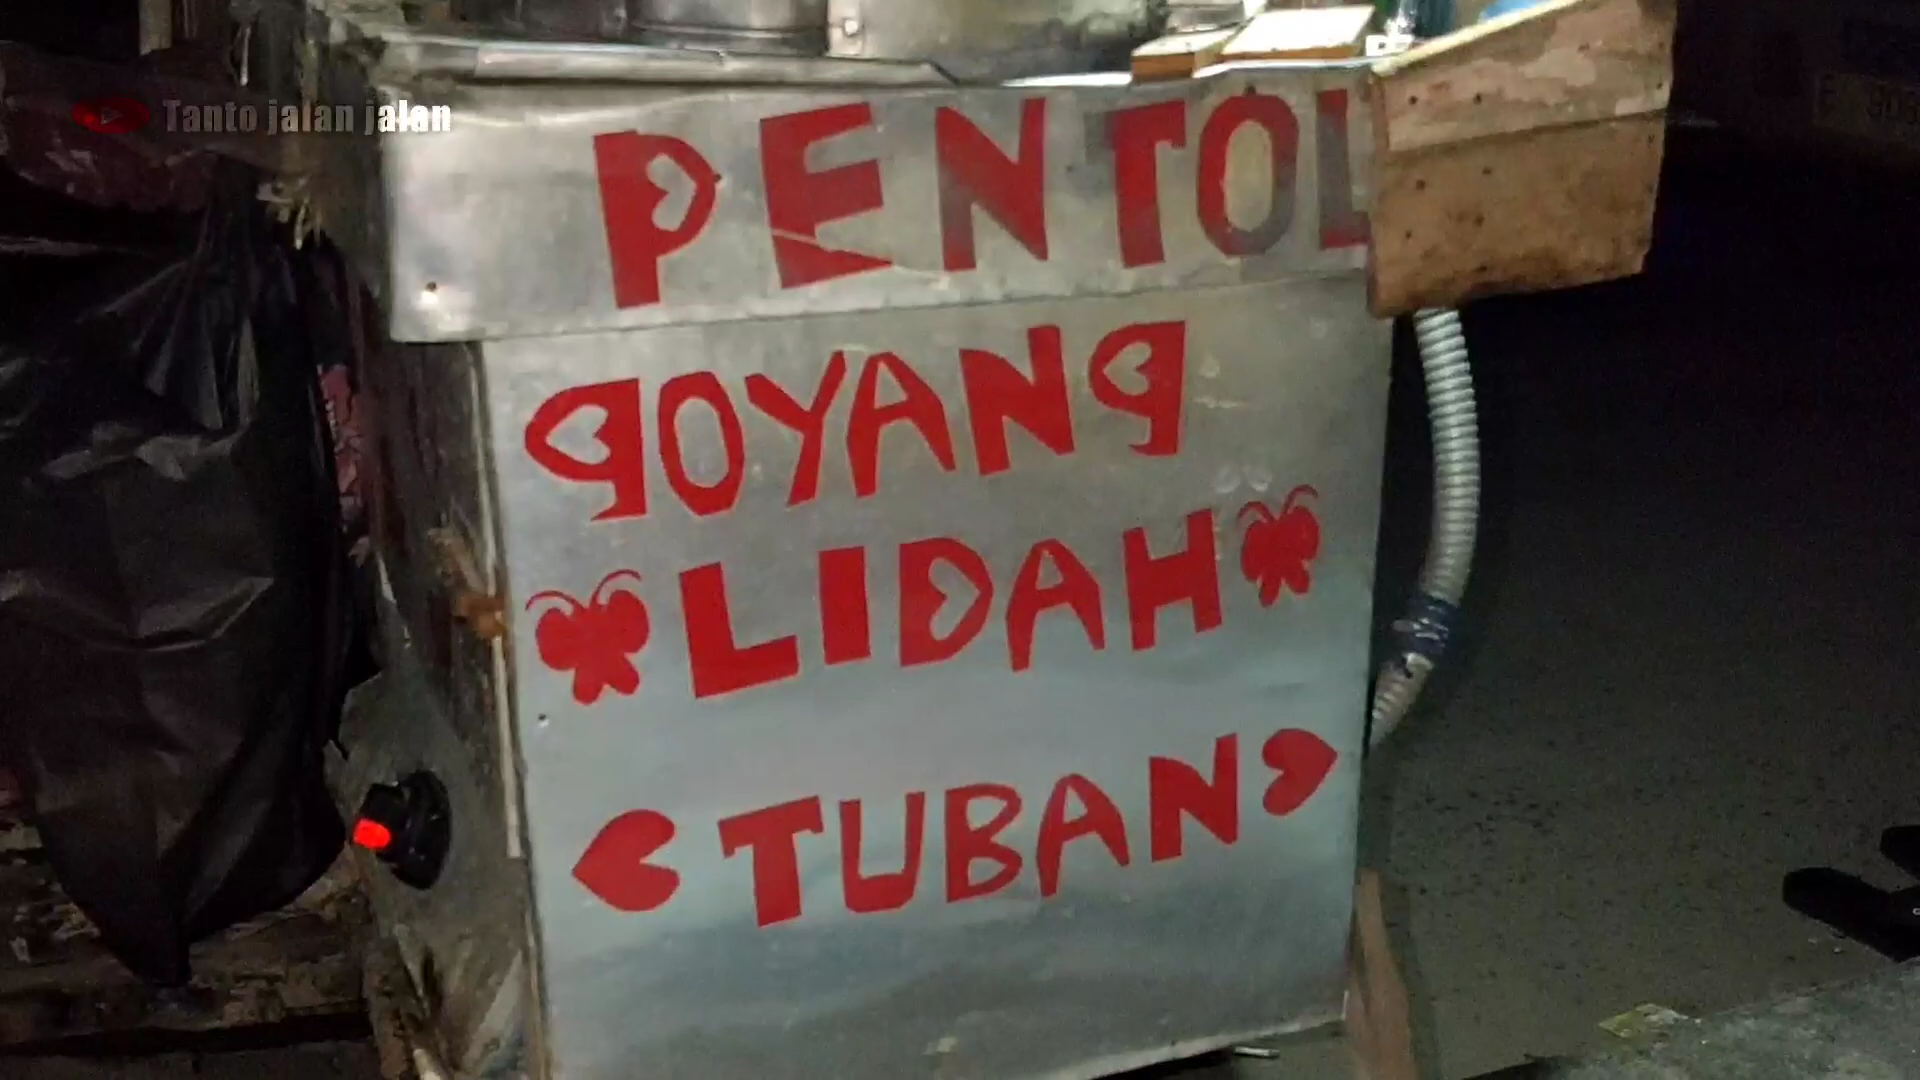 Tanto jalan jalan
PENTOL
gOYANg
LIDAH
TUBAN